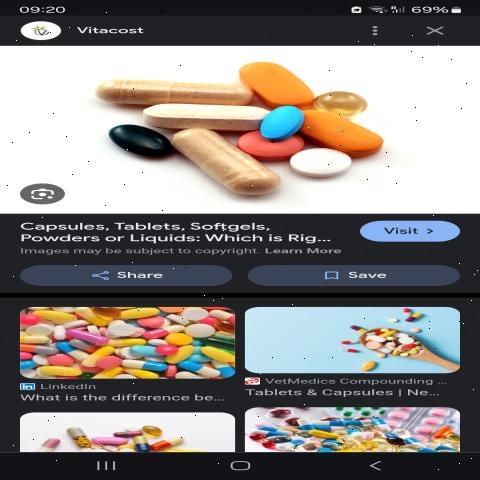 09:20
69%
Vitacost
Capsules, Tablets, Softgels,
Powders or Liquids: Which is Rig...
Visit >
Images may be subject to copyright. Learn More
Share
Save
LinkedIn
What is the difference be...
VetMedics Compounding ...
Tablets & Capsules | Ne...